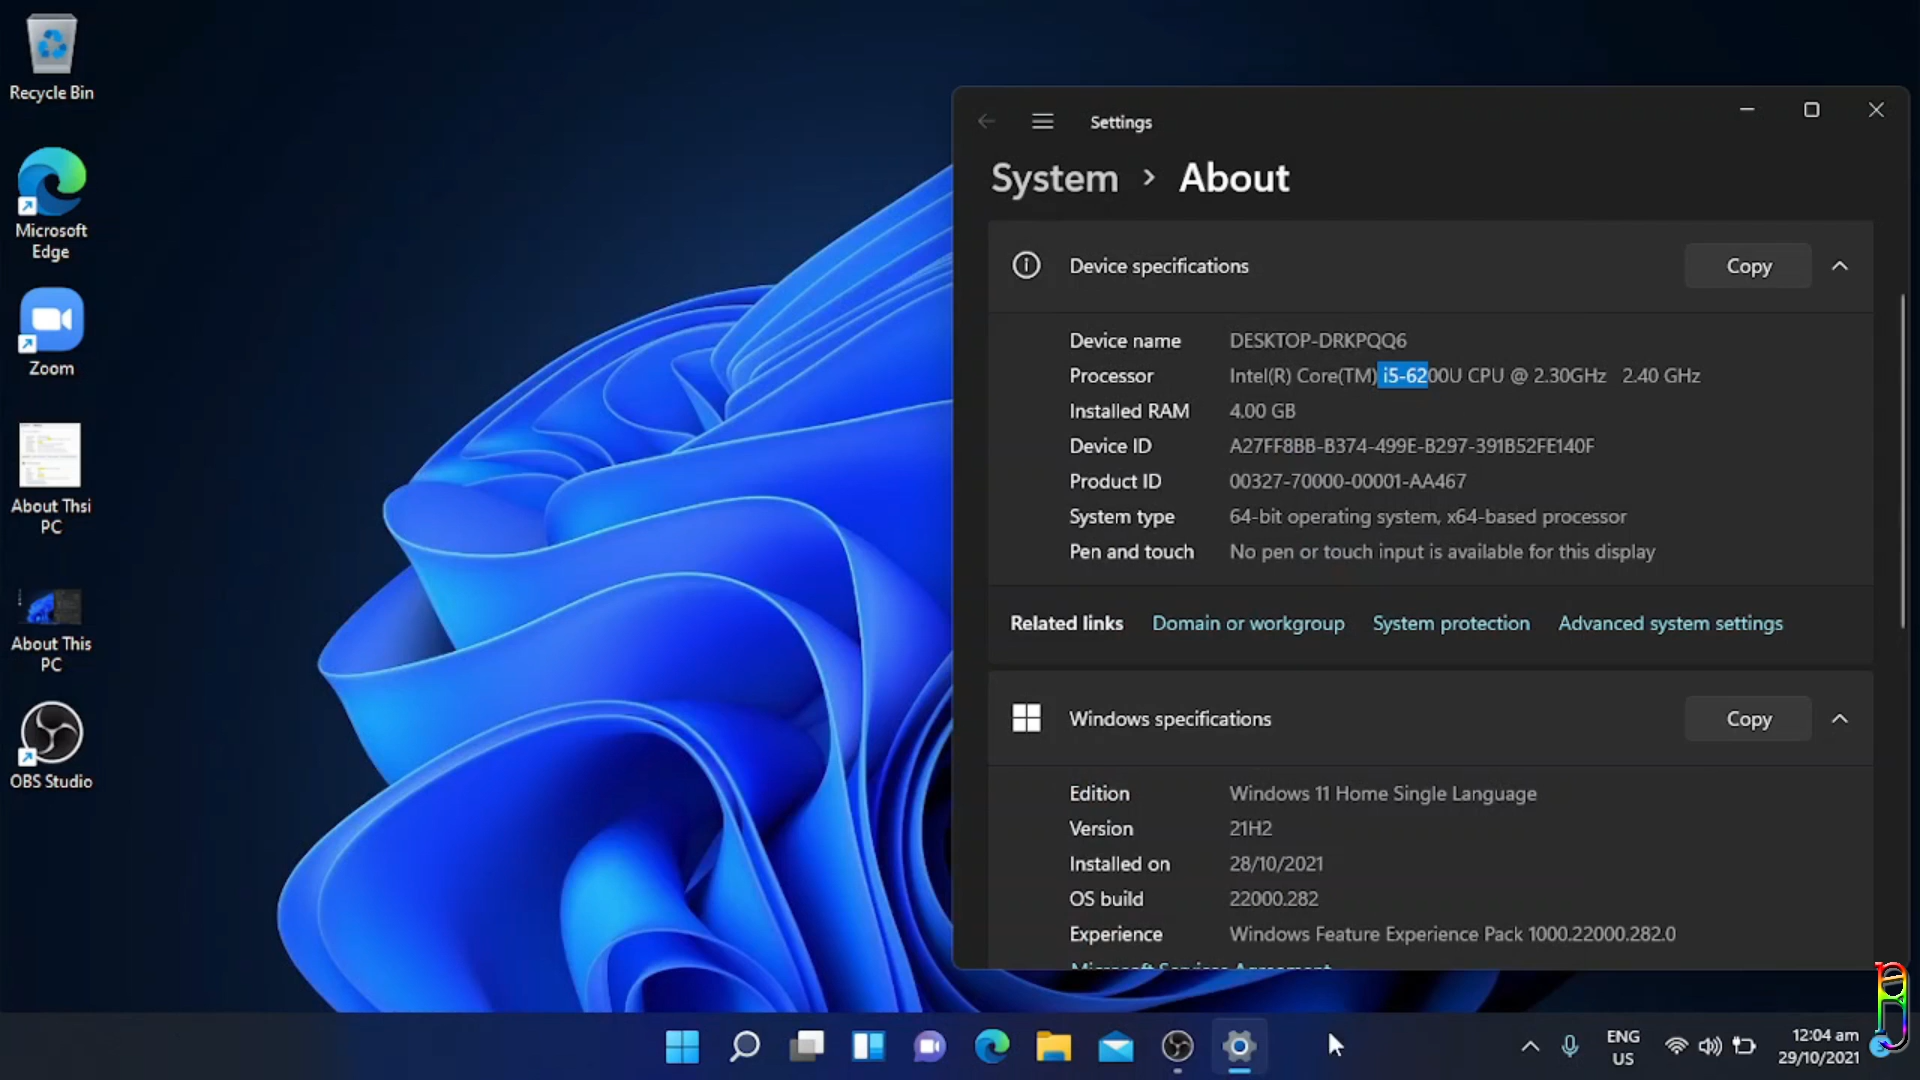 Recycle Bin
Microsoft
Edge
Zoom
About Thsi
PC
About This
PC
OBS Studio
Settings
System › About
Device specifications
Copy
Device name DESKTOP-DRKPQQ6
Processor Intel(R) Core(TM) i5-6200U CPU @ 2.30GHz 2.40 GHz
Installed RAM 4.00 GB
Device ID A27FF8BB-B374-499E-B297-391B52FE140F
Product ID 00327-70000-00001-AA467
System type 64-bit operating system, x64-based processor
Pen and touch No pen or touch input is available for this display
Related links Domain or workgroup System protection Advanced system settings
Windows specifications
Copy
Edition Windows 11 Home Single Language
Version 21H2
Installed on 28/10/2021
OS build 22000.282
Experience Windows Feature Experience Pack 1000.22000.282.0
Microsoft Services Agreement
ENG
US
12:04 am
29/10/2021